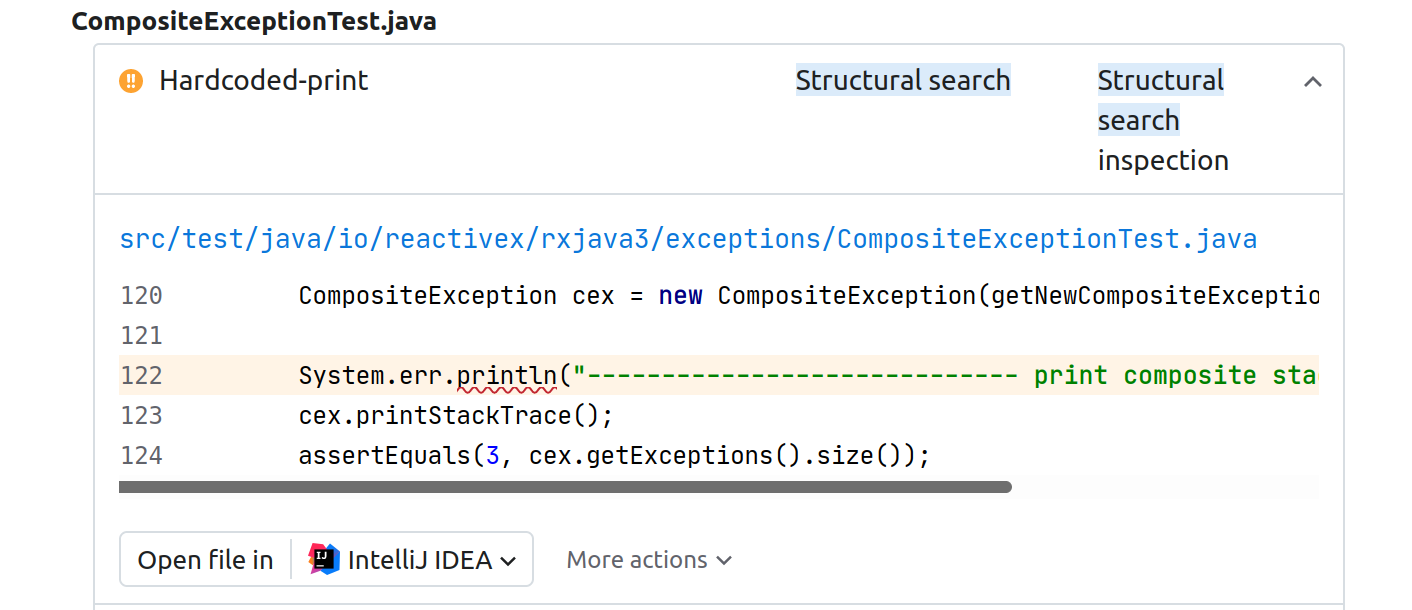 CompositeExceptionTest.java
Hardcoded-print
Structural search
Structural
search
inspection
src/test/java/io/reactivex/rxjava3/exceptions/CompositeExceptionTest.java
120 CompositeException cex = new CompositeException(getNewCompositeExceptio
121
122 System.err.println("----------------------------- print composite sta
123 cex.printStackTrace();
124 assertEquals(3, cex.getExceptions().size());
Open file in IJ IntelliJ IDEA
More actions